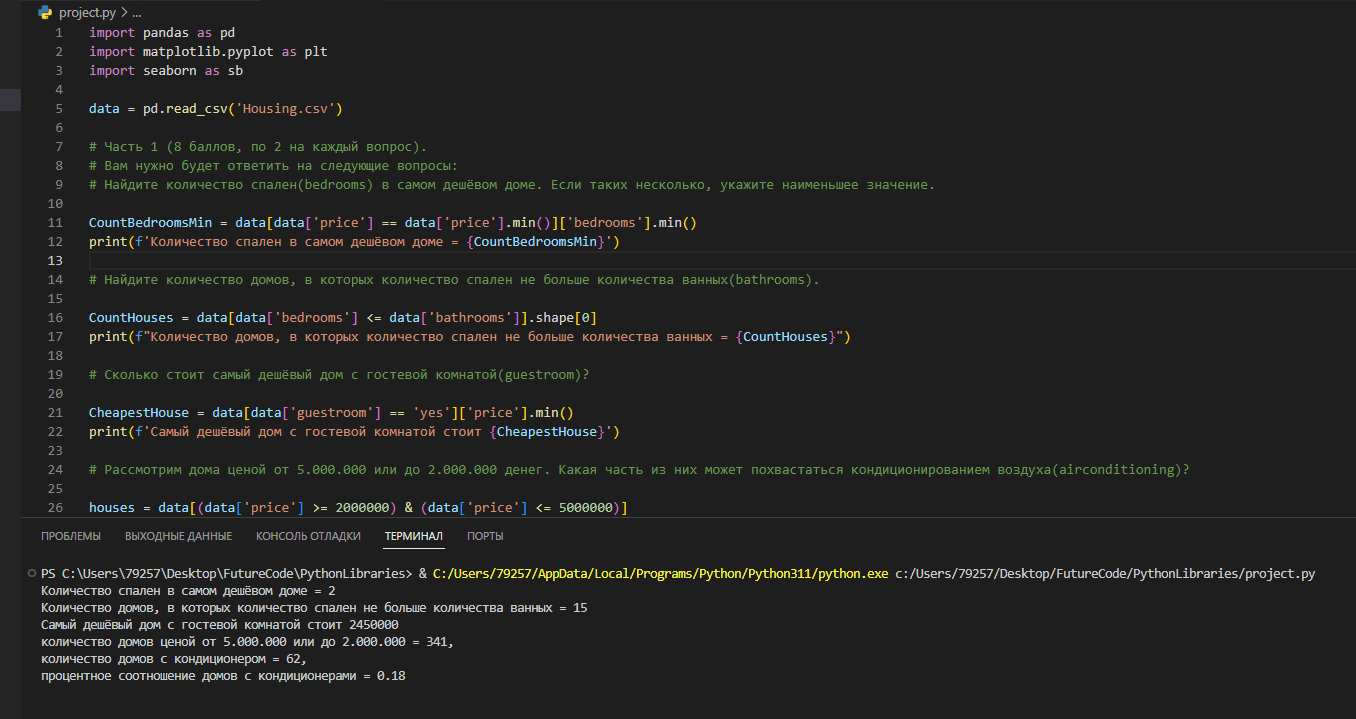 project.py > ...
1 import pandas as pd
2 import matplotlib.pyplot as plt
3 import seaborn as sb
4
5 data = pd.read_csv('Housing.csv')
6
7 # Часть 1 (8 баллов, по 2 на каждый вопрос).
8 # Вам нужно будет ответить на следующие вопросы:
9 # Найдите количество спален(bedrooms) в самом дешёвом доме. Если таких несколько, укажите наименьшее значение.
10
11 CountBedroomsMin = data[data['price'] == data['price'].min()]['bedrooms'].min()
12 print(f'Количество спален в самом дешёвом доме = {CountBedroomsMin}')
13
14 # Найдите количество домов, в которых количество спален не больше количества ванных(bathrooms).
15
16 CountHouses = data[data['bedrooms'] <= data['bathrooms']].shape[0]
17 print(f"Количество домов, в которых количество спален не больше количества ванных = {CountHouses}")
18
19 # Сколько стоит самый дешёвый дом с гостевой комнатой(guestroom)?
20
21 CheapestHouse = data[data['guestroom'] == 'yes']['price'].min()
22 print(f'Самый дешёвый дом с гостевой комнатой стоит {CheapestHouse}')
23
24 # Рассмотрим дома ценой от 5.000.000 или до 2.000.000 денег. Какая часть из них может похвастаться кондиционированием воздуха(airconditioning)?
25
26 houses = data[(data['price'] >= 2000000) & (data['price'] <= 5000000)]
ПРОБЛЕМЫ ВЫХОДНЫЕ ДАННЫЕ КОНСОЛЬ ОТЛАДКИ ТЕРМИНАЛ ПОРТЫ
PS C:\Users\79257\Desktop\FutureCode\PythonLibraries> & C:/Users/79257/AppData/Local/Programs/Python/Python311/python.exe c:/Users/79257/Desktop/FutureCode/PythonLibraries/project.py
Количество спален в самом дешёвом доме = 2
Количество домов, в которых количество спален не больше количества ванных = 15
Самый дешёвый дом с гостевой комнатой стоит 2450000
количество домов ценой от 5.000.000 или до 2.000.000 = 341,
количество домов с кондиционером = 62,
процентное соотношение домов с кондиционерами = 0.18